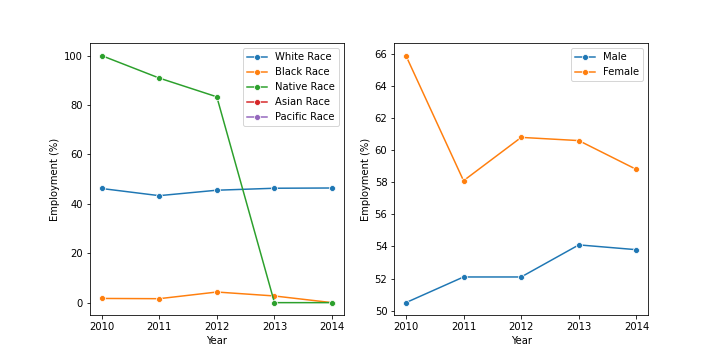 100
80
60
40
20
0
Employment (%)
2010 2011 2012 2013 2014
Year
White Race
Black Race
Native Race
Asian Race
Pacific Race
66
64
62
60
58
56
54
52
50
Employment (%)
2010 2011 2012 2013 2014
Year
Male
Female